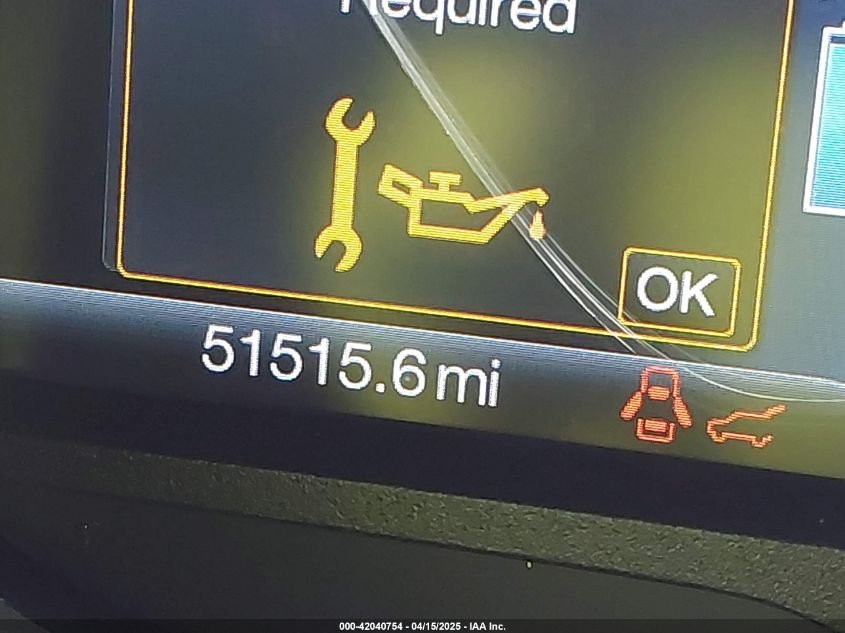 Required
OK
51515.6 mi
000-42040754 - 04/15/2025 - IAA Inc.